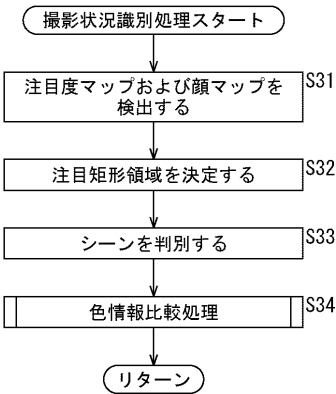 撮影状況識別処理スタート
注目度マップおよび顔マップを
検出する
S31
注目矩形領域を決定する
S32
シーンを判別する
S33
色情報比較処理
S34
リターン